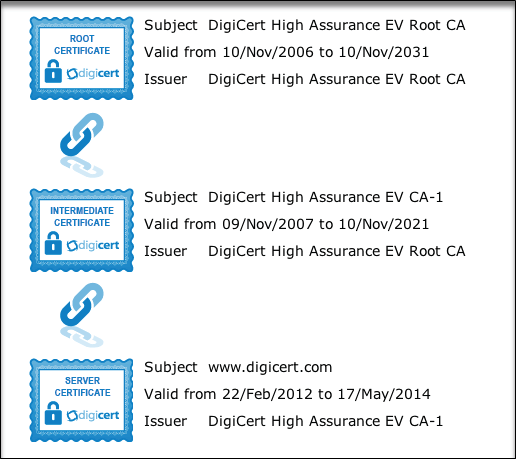 ROOT
CERTIFICATE
digicert
Subject DigiCert High Assurance EV Root CA
Valid from 10/Nov/2006 to 10/Nov/2031
Issuer DigiCert High Assurance EV Root CA
INTERMEDIATE
CERTIFICATE
digicert
Subject DigiCert High Assurance EV CA-1
Valid from 09/Nov/2007 to 10/Nov/2021
Issuer DigiCert High Assurance EV Root CA
SERVER
CERTIFICATE
digicert
Subject www.digicert.com
Valid from 22/Feb/2012 to 17/May/2014
Issuer DigiCert High Assurance EV CA-1